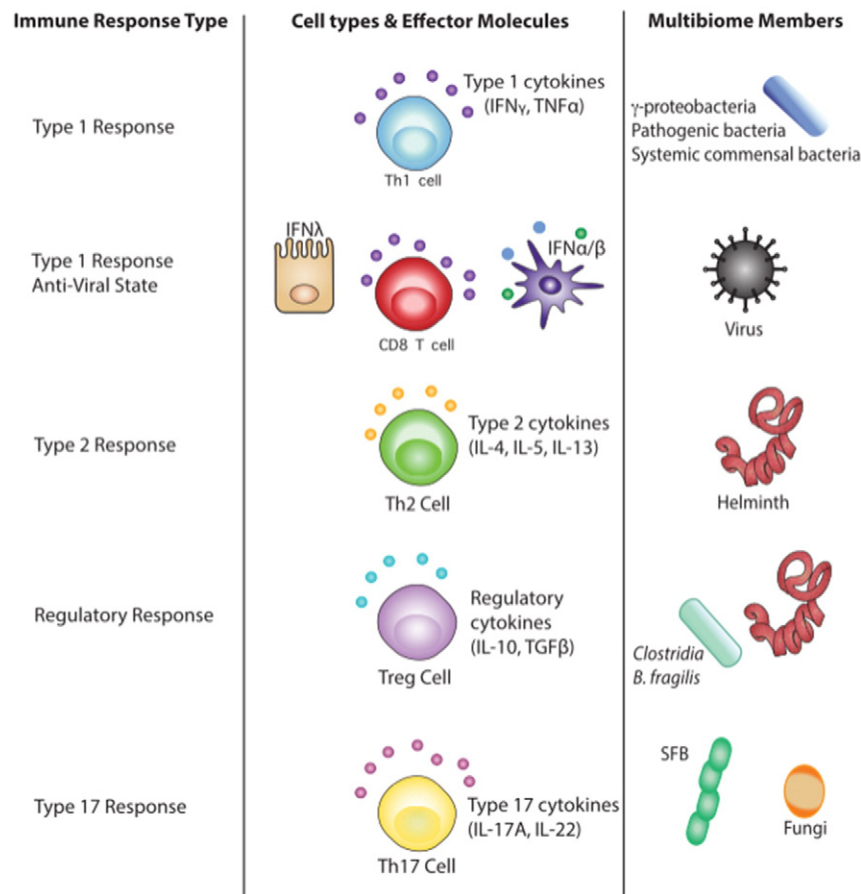 Immune Response Type
Cell types & Effector Molecules
Multibiome Members
Type 1 Response
Type 1 cytokines
(IFNγ, TNFα)
Th1 cell
γ-proteobacteria
Pathogenic bacteria
Systemic commensal bacteria
Type 1 Response
Anti-Viral State
IFNλ
CD8 T cell
IFNα/β
Virus
Type 2 Response
Type 2 cytokines
(IL-4, IL-5, IL-13)
Th2 Cell
Helminth
Regulatory Response
Regulatory
cytokines
(IL-10, TGFβ)
Treg Cell
Clostridia
B. fragilis
Type 17 Response
Type 17 cytokines
(IL-17A, IL-22)
Th17 Cell
SFB
Fungi